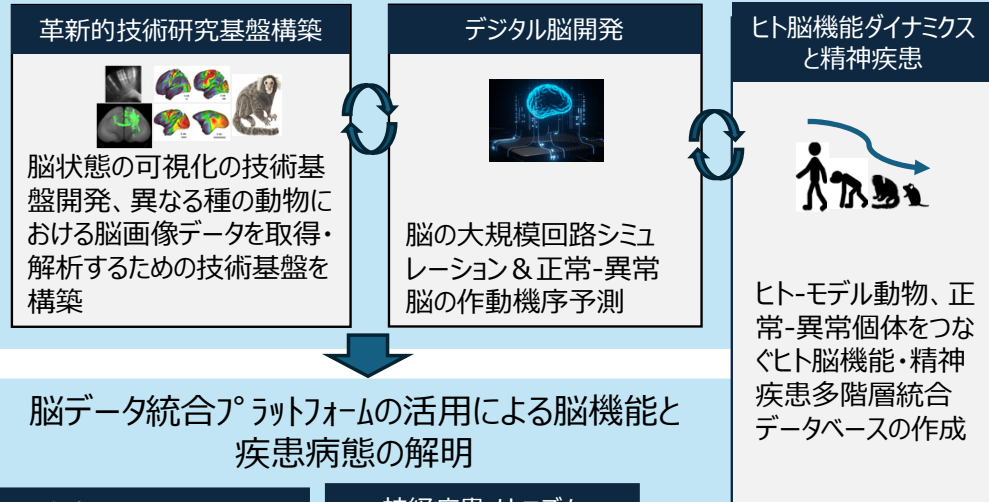 革新的技術研究基盤構築
脳状態の可視化の技術基
盤開発、異なる種の動物に
おける脳画像データを取得・
解析するための技術基盤を
構築
デジタル脳開発
脳の大規模回路シミュ
レーション＆正常-異常
脳の作動機序予測
ヒト脳機能ダイナミクス
と精神疾患
ヒト-モデル動物、正
常-異常個体をつな
ぐヒト脳機能・精神
疾患多階層統合
データベースの作成
脳データ統合プラットフォームの活用による脳機能と
疾患病態の解明